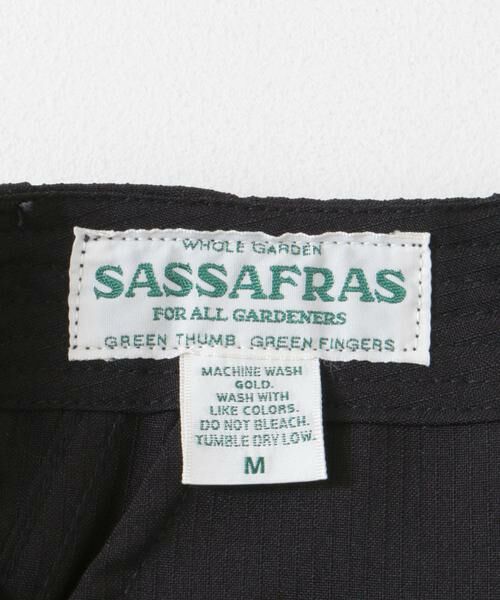 WHOLE GARDEN
SASSAFRAS
FOR ALL GARDENERS
GREEN THUMB, GREEN FINGERS
MACHINE WASH
GOLD.
WASH WITH
LIKE COLORS.
DO NOT BLEACH.
TUMBLE DRY LOW.
M